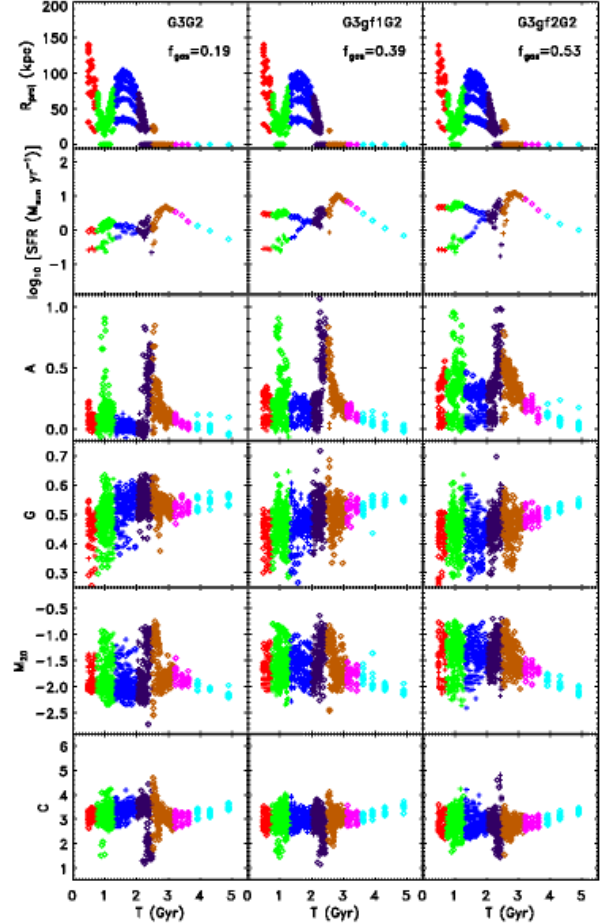 G3G2 G3gf1G2 G3gf2G2
f_gas=0.19 f_gas=0.39 f_gas=0.53
R_proj (kpc)
150
100
50
0
log₁₀ [SFR (M_sun yr⁻¹)]
2
1
0
−1
A
1.0
0.5
0.0
G
0.7
0.6
0.5
0.4
0.3
M₂₀
−0.5
−1.0
−1.5
−2.0
−2.5
C
6
5
4
3
2
1
0 1 2 3 4 5 0 1 2 3 4 5 0 1 2 3 4 5
T (Gyr) T (Gyr) T (Gyr)